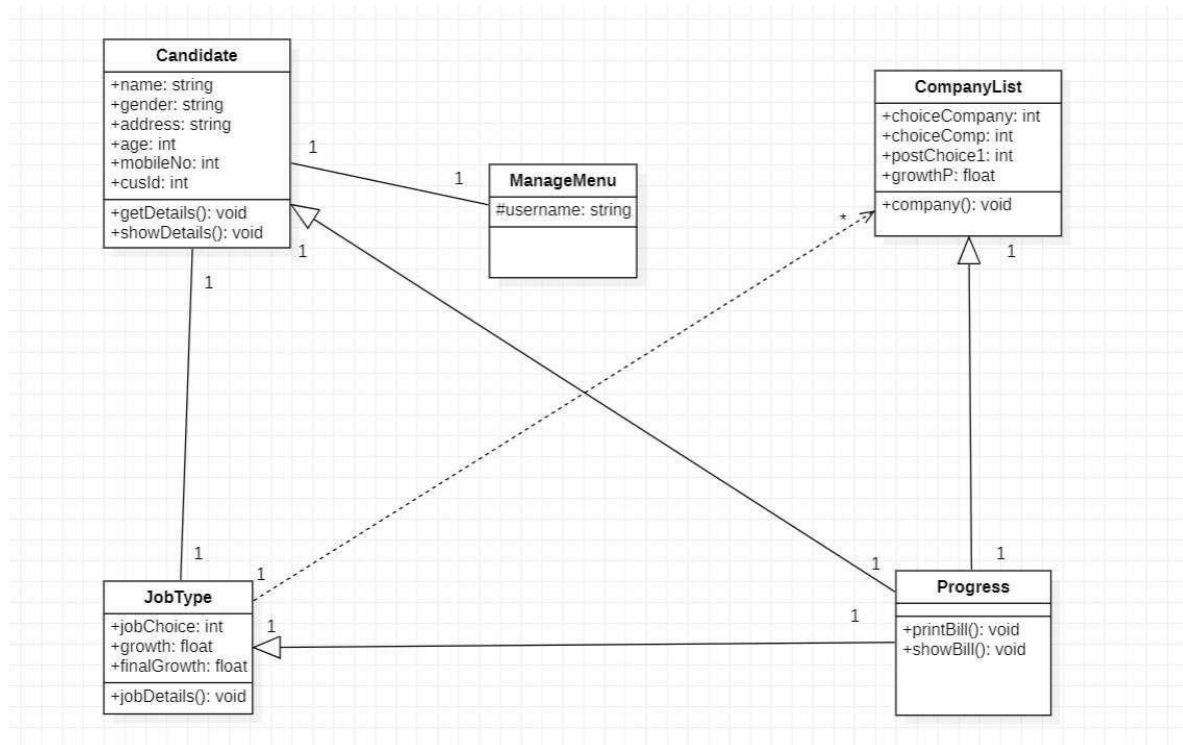 Candidate
+name: string
+gender: string
+address: string
+age: int
+mobileNo: int
+cusId: int
+getDetails(): void
+showDetails(): void
1
1
ManageMenu
#username: string
CompanyList
+choiceCompany: int
+choiceComp: int
+postChoice1: int
+growthP: float
+company(): void
*
1
1
1
1
1
1
1
JobType
+jobChoice: int
+growth: float
+finalGrowth: float
+jobDetails(): void
1
1
1
Progress
+printBill(): void
+showBill(): void